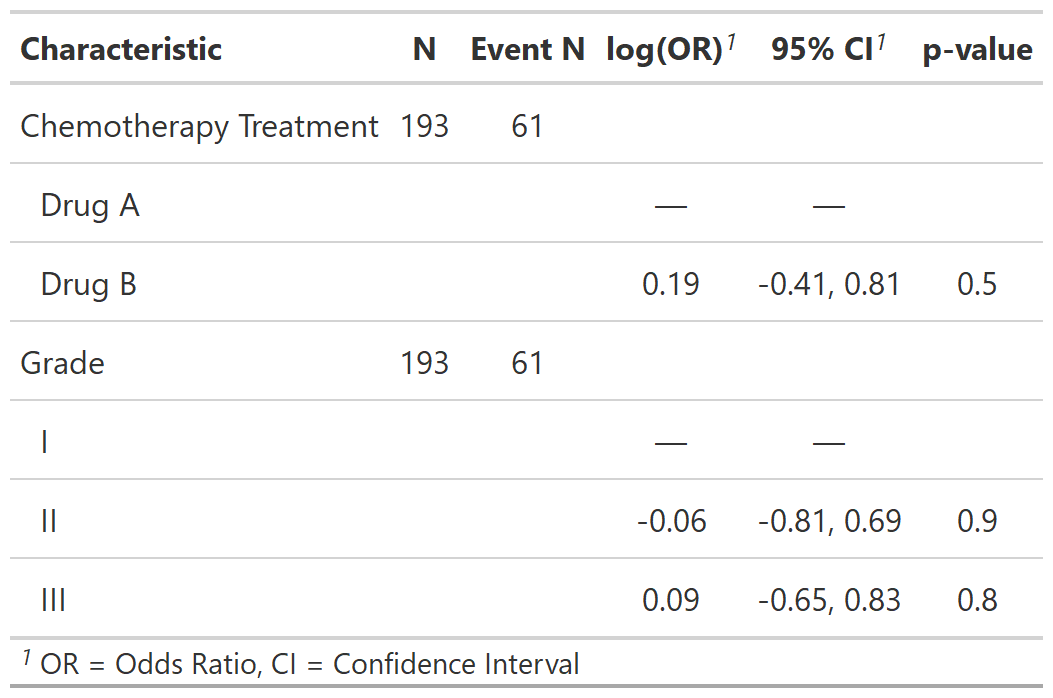 Characteristic N Event N log(OR)1 95% CI1 p-value
Chemotherapy Treatment 193 61
Drug A — —
Drug B 0.19 -0.41, 0.81 0.5
Grade 193 61
I — —
II -0.06 -0.81, 0.69 0.9
III 0.09 -0.65, 0.83 0.8
1 OR = Odds Ratio, CI = Confidence Interval